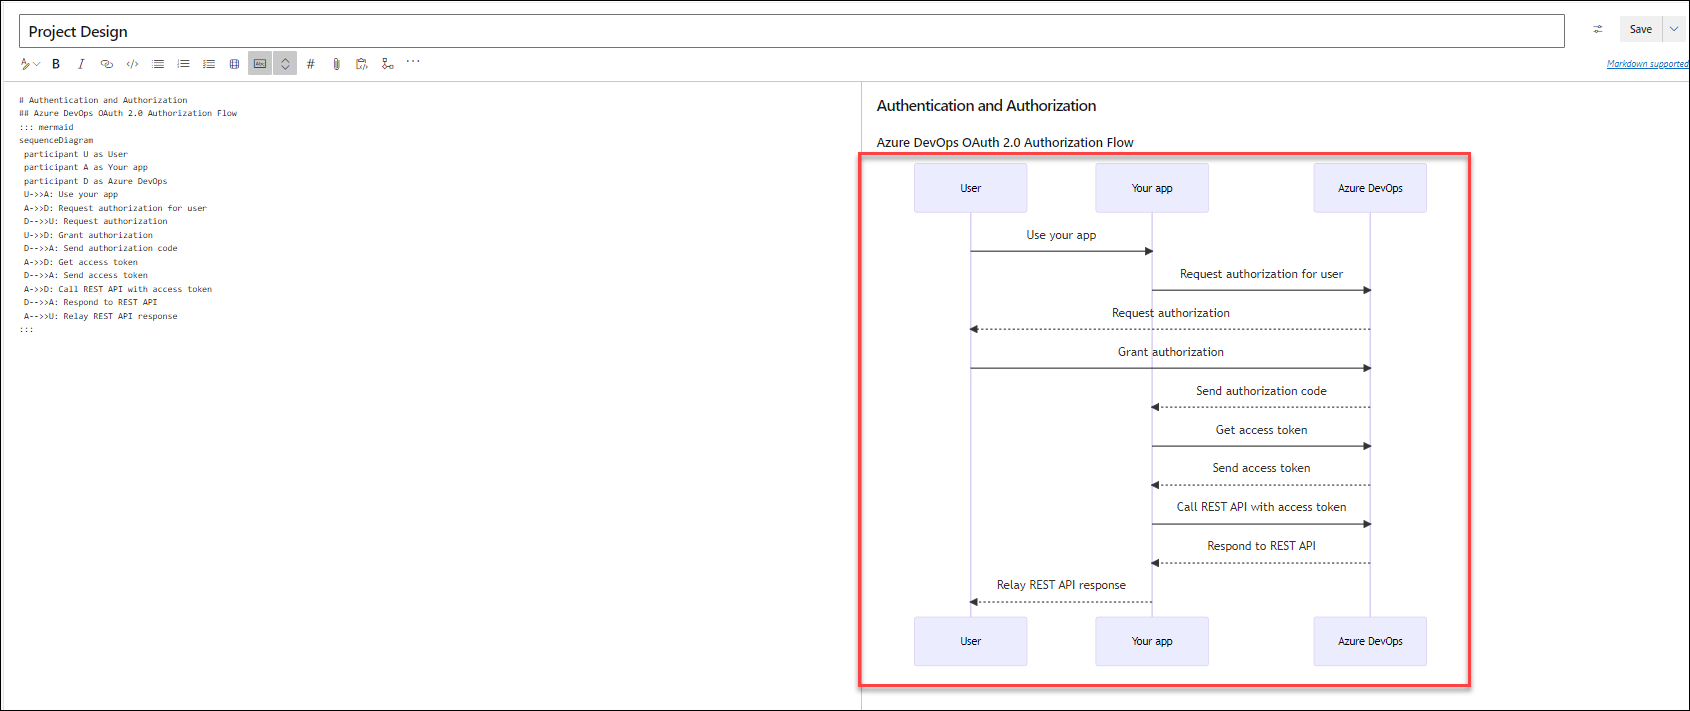 Project Design
Save
B I </> Abc # ...
Markdown supported
# Authentication and Authorization
## Azure DevOps OAuth 2.0 Authorization Flow
::: mermaid
sequenceDiagram
participant U as User
participant A as Your app
participant D as Azure DevOps
U->>A: Use your app
A->>D: Request authorization for user
D-->>U: Request authorization
U->>D: Grant authorization
D-->>A: Send authorization code
A->>D: Get access token
D-->>A: Send access token
A->>D: Call REST API with access token
D-->>A: Respond to REST API
A-->>U: Relay REST API response
:::
Authentication and Authorization
Azure DevOps OAuth 2.0 Authorization Flow
User Your app Azure DevOps
Use your app
Request authorization for user
Request authorization
Grant authorization
Send authorization code
Get access token
Send access token
Call REST API with access token
Respond to REST API
Relay REST API response
User Your app Azure DevOps